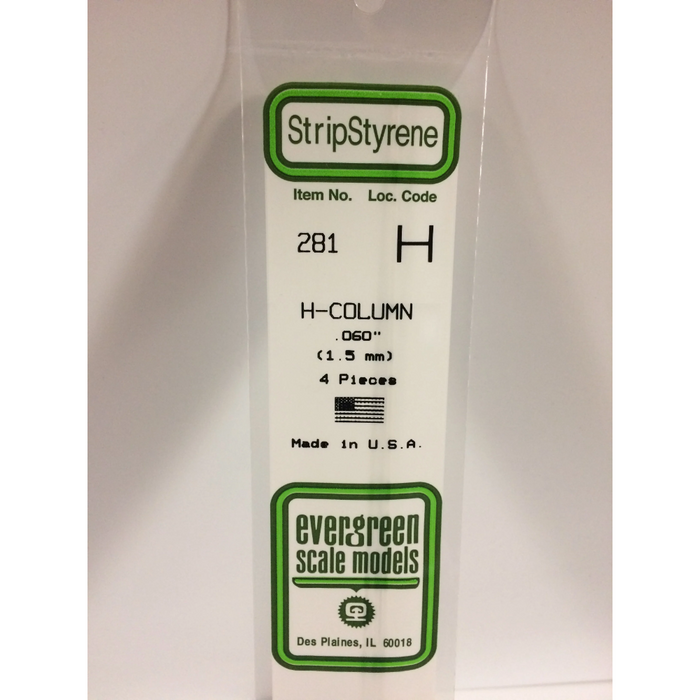 StripStyrene
Item No. Loc. Code
281 H
H-COLUMN
.060"
(1.5 mm)
4 Pieces
Made in U.S.A.
evergreen
scale models
Des Plaines, IL 60018